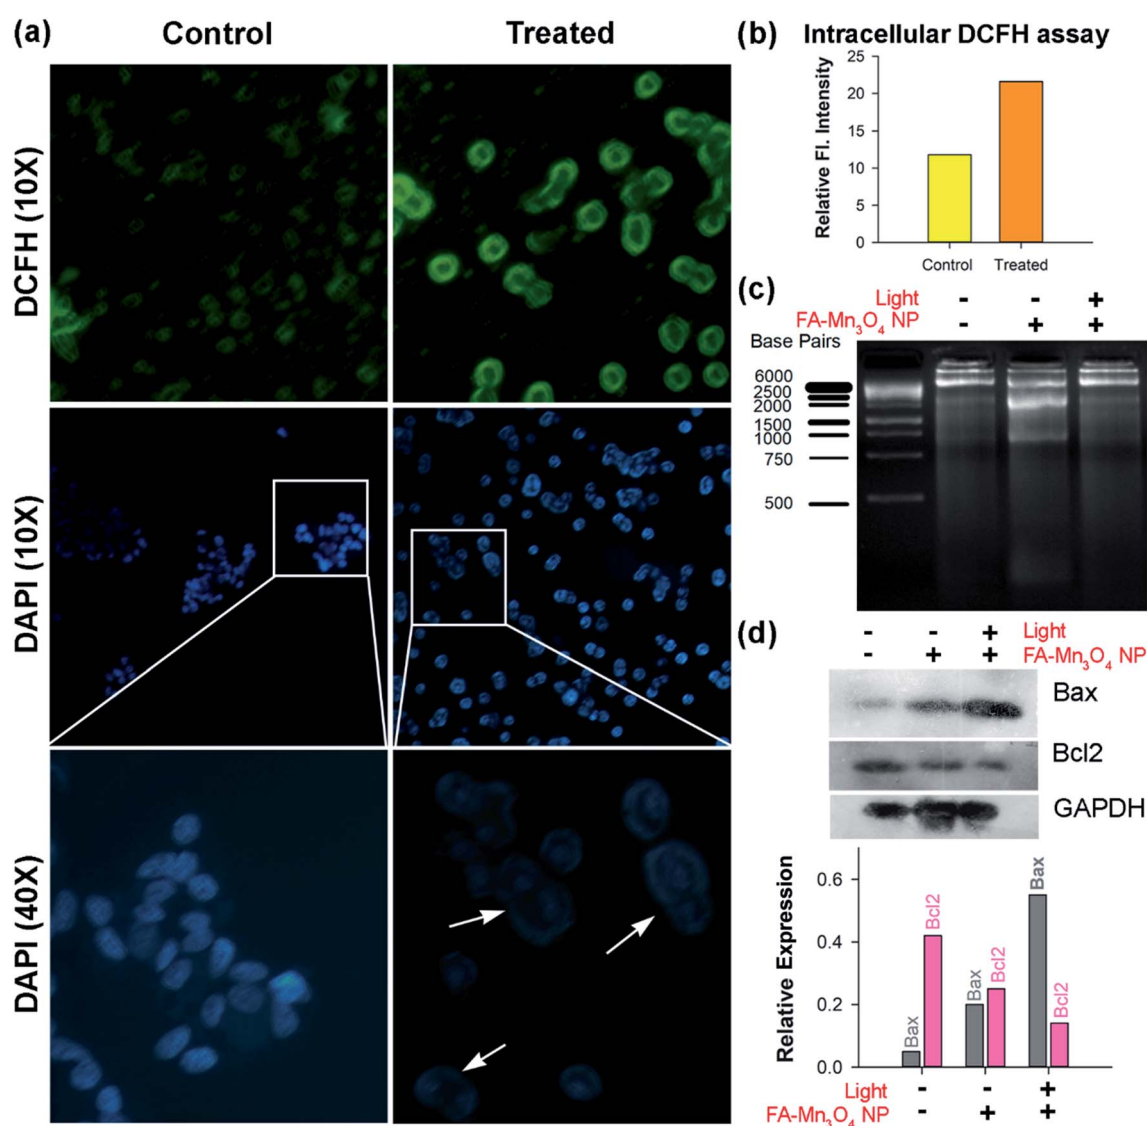 (a)
Control
Treated
DCFH (10X)
DAPI (10X)
DAPI (40X)
(b)
Intracellular DCFH assay
Relative Fl. Intensity
25
20
15
10
5
0
Control
Treated
(c)
Light - - +
FA-Mn₃O₄ NP - + +
Base Pairs
6000
2500
2000
1500
1000
750
500
(d)
- - + Light
- + + FA-Mn₃O₄ NP
Bax
Bcl2
GAPDH
Relative Expression
0.6
0.4
0.2
0.0
Bax
Bcl2
Bax
Bcl2
Bax
Bcl2
Light - - +
FA-Mn₃O₄ NP - + +